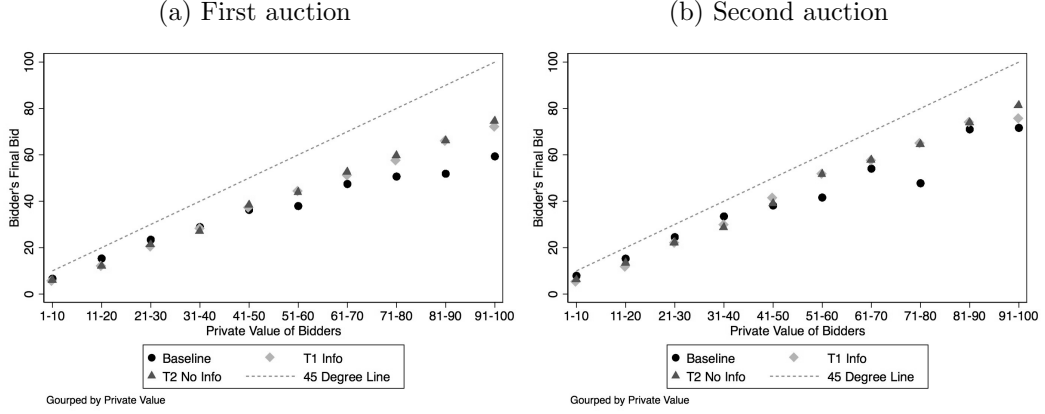 (a) First auction
Bidder's Final Bid
100
80
60
40
20
0
1-10 11-20 21-30 31-40 41-50 51-60 61-70 71-80 81-90 91-100
Private Value of Bidders
Baseline T1 Info
T2 No Info 45 Degree Line
Gourped by Private Value
(b) Second auction
Bidder's Final Bid
100
80
60
40
20
0
1-10 11-20 21-30 31-40 41-50 51-60 61-70 71-80 81-90 91-100
Private Value of Bidders
Baseline T1 Info
T2 No Info 45 Degree Line
Gourped by Private Value